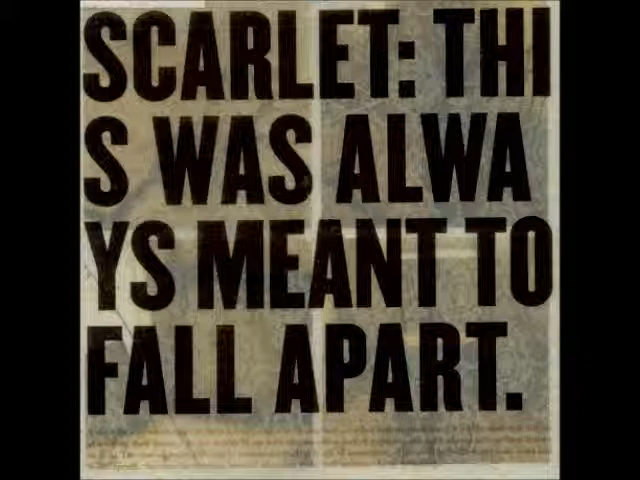 SCARLET: THI
S WAS ALWA
YS MEANT TO
FALL APART.